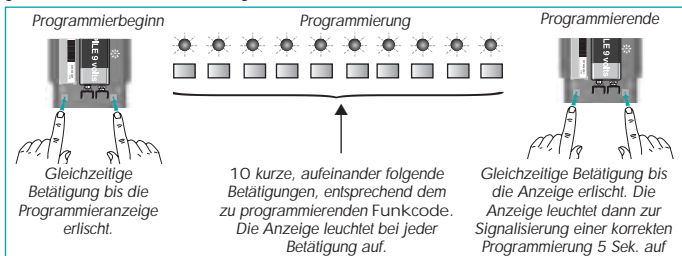 Programmierbeginn
Programmierung
Programmierende
PILE 9 volts
PILE 9 volts
Gleichzeitige
Betätigung bis die
Programmieranzeige
erlischt.
10 kurze, aufeinander folgende
Betätigungen, entsprechend dem
zu programmierenden Funkcode.
Die Anzeige leuchtet bei jeder
Betätigung auf.
Gleichzeitige Betätigung bis
die Anzeige erlischt. Die
Anzeige leuchtet dann zur
Signalisierung einer korrekten
Programmierung 5 Sek. auf